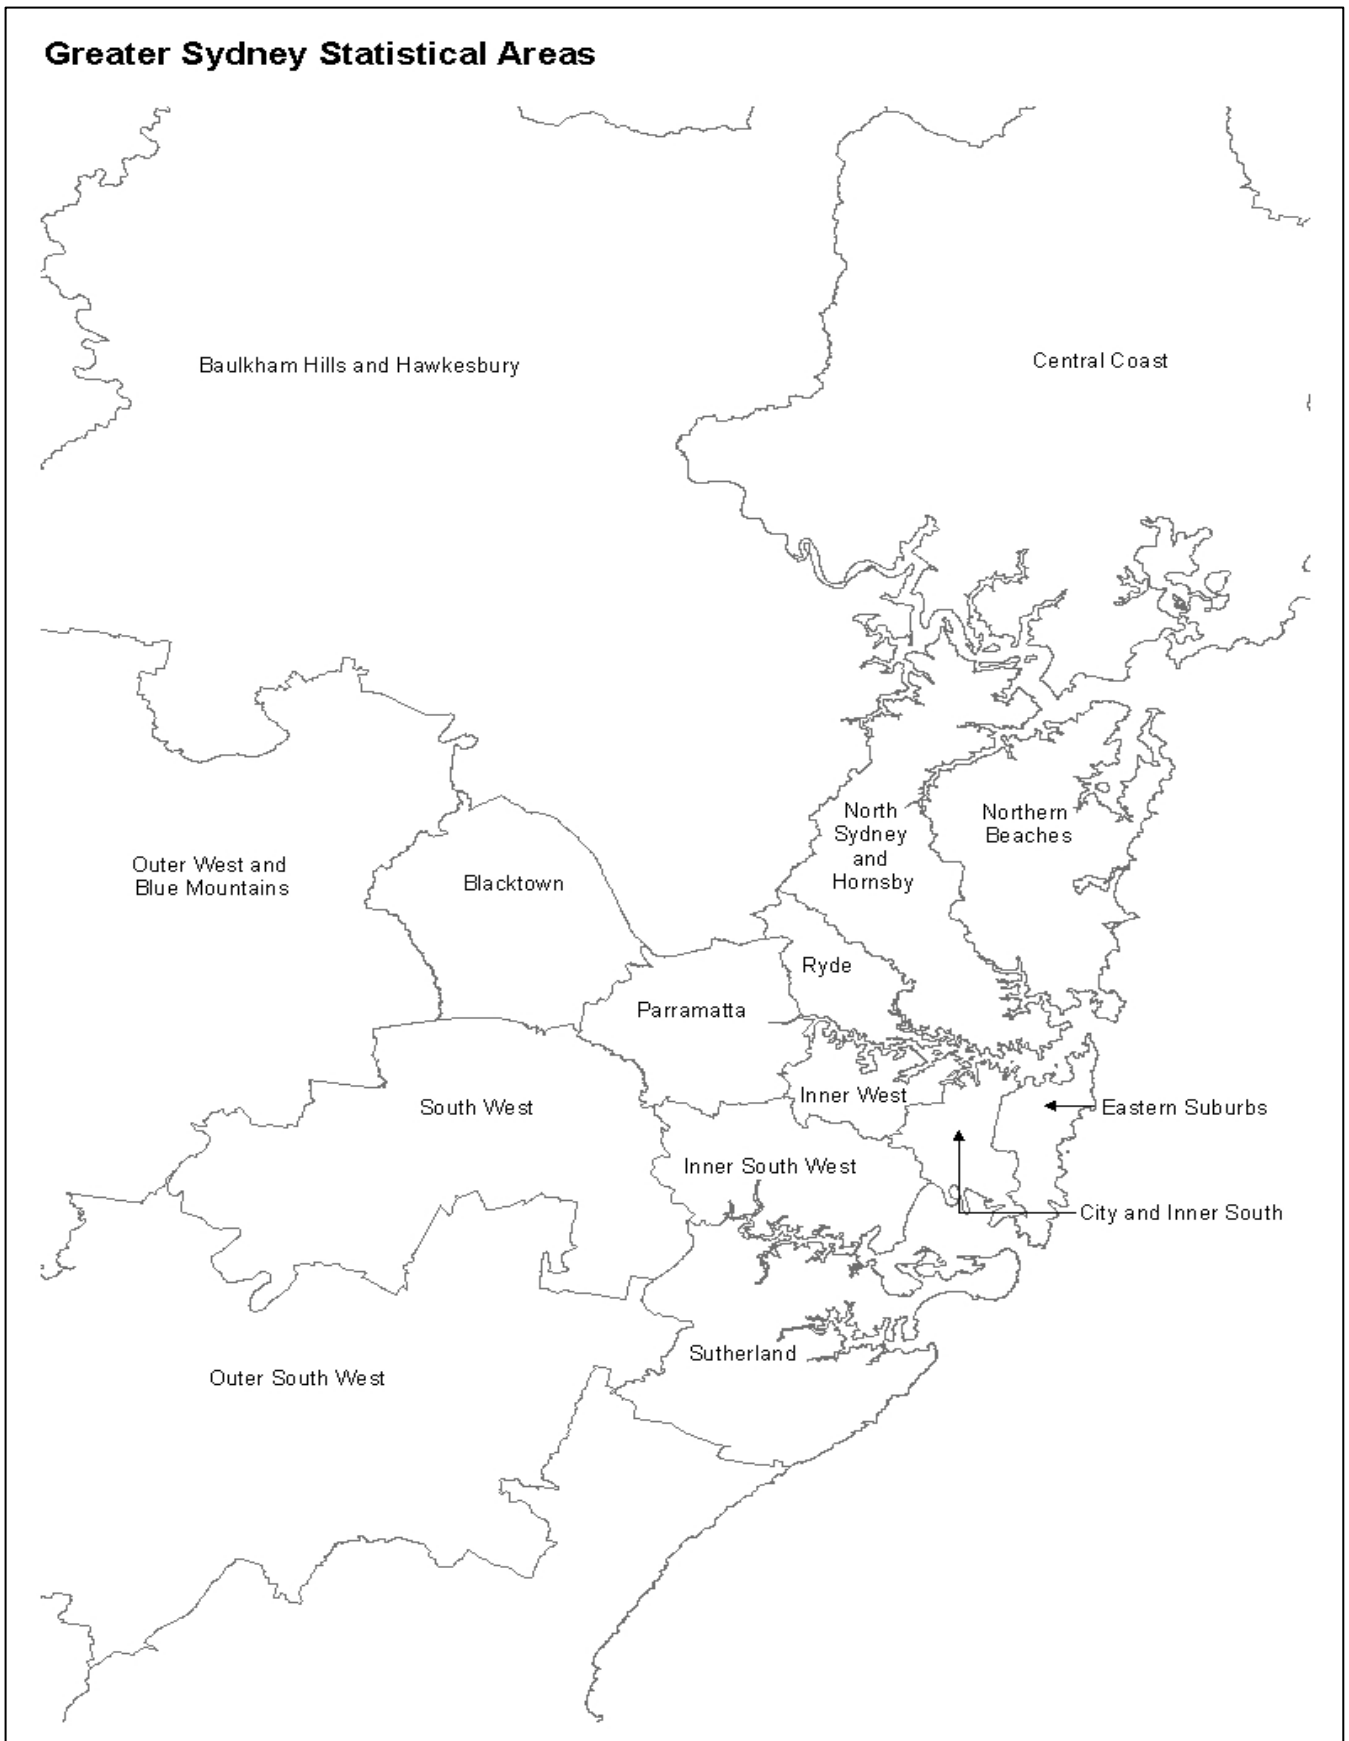 Greater Sydney Statistical Areas
Baulkham Hills and Hawkesbury
Central Coast
North
Sydney
and
Hornsby
Northern
Beaches
Outer West and
Blue Mountains
Blacktown
Ryde
Parramatta
Inner West
South West
Eastern Suburbs
Inner South West
City and Inner South
Sutherland
Outer South West